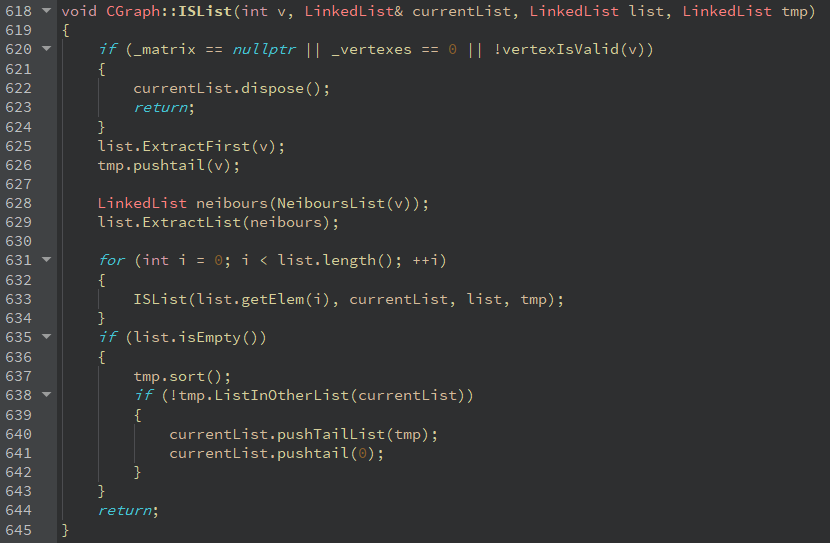 618 void CGraph::ISList(int v, LinkedList& currentList, LinkedList list, LinkedList tmp)
619 {
620     if (_matrix == nullptr || _vertexes == 0 || !vertexIsValid(v))
621     {
622         currentList.dispose();
623         return;
624     }
625     list.ExtractFirst(v);
626     tmp.pushtail(v);
627
628     LinkedList neibours(NeiboursList(v));
629     list.ExtractList(neibours);
630
631     for (int i = 0; i < list.length(); ++i)
632     {
633         ISList(list.getElem(i), currentList, list, tmp);
634     }
635     if (list.isEmpty())
636     {
637         tmp.sort();
638         if (!tmp.ListInOtherList(currentList))
639         {
640             currentList.pushTailList(tmp);
641             currentList.pushtail(0);
642         }
643     }
644     return;
645 }